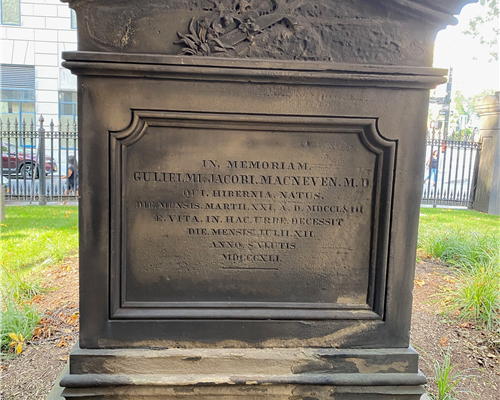 IN. MEMORIAM.
GULIELMI. JACOBI. MACNEVEN. M.D.
QUI. HIBERNIA. NATUS.
DIE. MENSIS. MARTII. XXI. A. D. MDCCLXIII
E. VITA. IN. HAC. URBE. DECESSIT
DIE. MENSIS. JULII. XII.
ANNO. SALUTIS
MDCCCXLI.